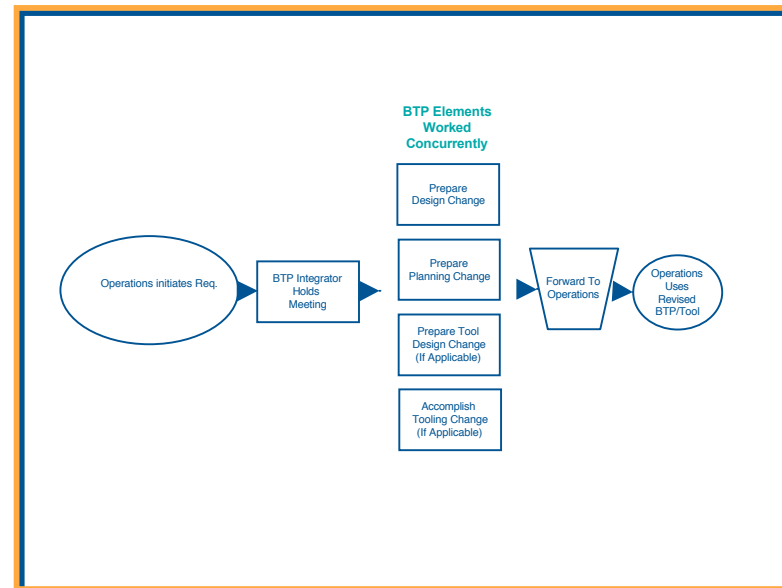 BTP Elements
Worked
Concurrently
Prepare
Design Change
Operations initiates Req.
BTP Integrator
Holds
Meeting
Prepare
Planning Change
Forward To
Operations
Operations
Uses
Revised
BTP/Tool
Prepare Tool
Design Change
(If Applicable)
Accomplish
Tooling Change
(If Applicable)